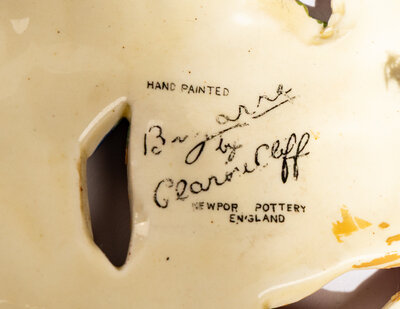 HAND PAINTED
Bizarre
by
Clarice Cliff
NEWPOR POTTERY
ENGLAND